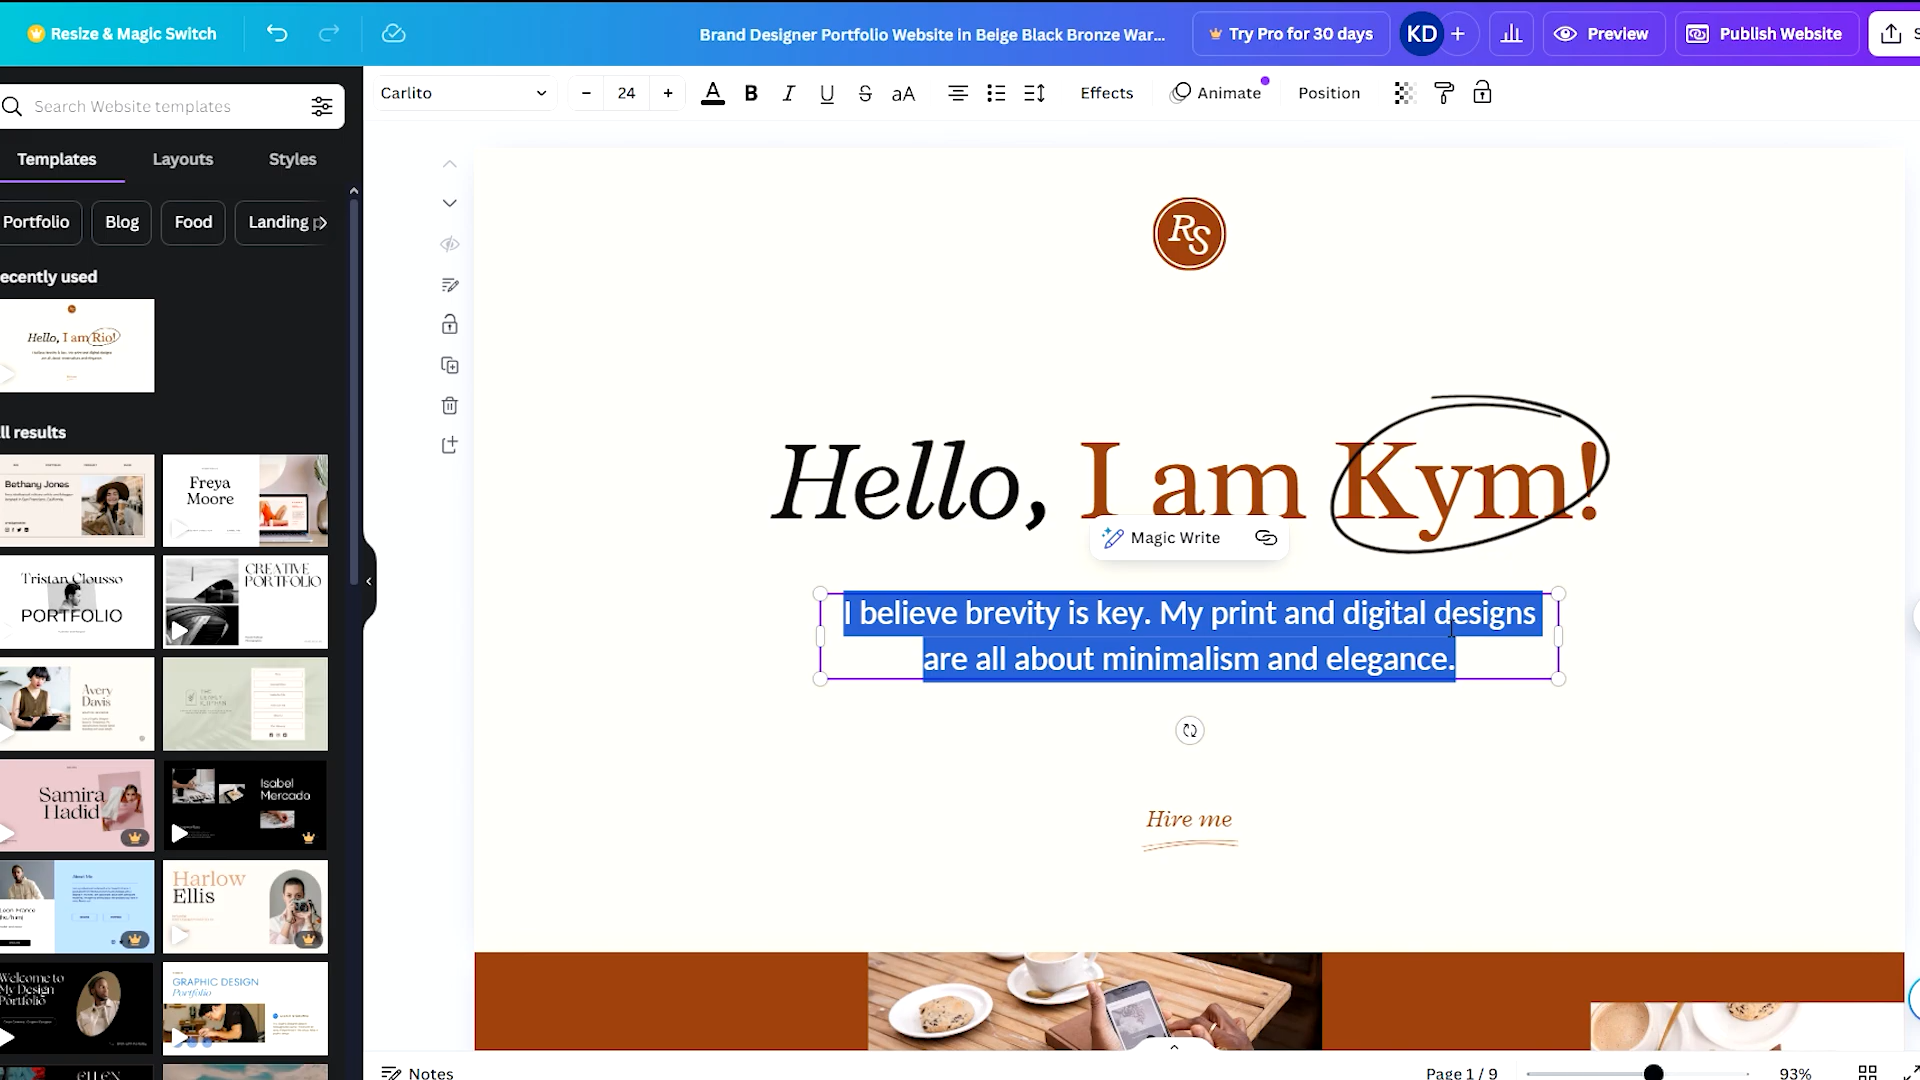 Resize & Magic Switch
Brand Designer Portfolio Website in Beige Black Bronze War...
Try Pro for 30 days
KD
Preview
Publish Website
S
Search Website templates
Carlito
24
A
B
I
U
S
aA
Effects
Animate
Position
Templates
Layouts
Styles
Portfolio
Blog
Food
Landing p
ecently used
Hello, I am Rio!
ll results
Bethany Jones
Freya
Moore
Tristan Clousso
PORTFOLIO
CREATIVE
PORTFOLIO
Avery
Davis
Samira
Hadid
Isabel
Mercado
About Me
Harlow
Ellis
Welcome to
My Design
Portfolio
GRAPHIC DESIGN
Portfolio
RS
Hello, I am Kym!
Magic Write
I believe brevity is key. My print and digital designs
are all about minimalism and elegance.
Hire me
Notes
Page 1 / 9
93%